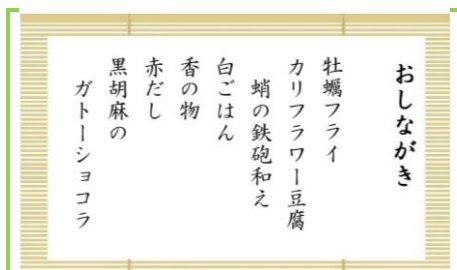 おしながき
牡蠣フライ
カリフラワー豆腐
蛸の鉄砲和え
白ごはん
香の物
赤だし
黒胡麻の
ガトーショコラ